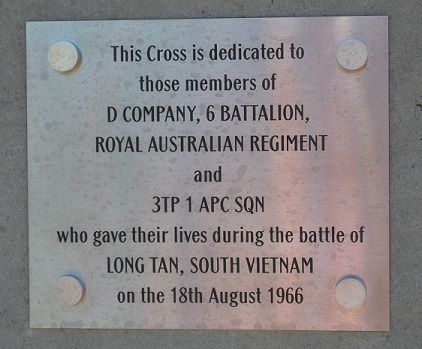 This Cross is dedicated to
those members of
D COMPANY, 6 BATTALION,
ROYAL AUSTRALIAN REGIMENT
and
3TP 1 APC SQN
who gave their lives during the battle of
LONG TAN, SOUTH VIETNAM
on the 18th August 1966